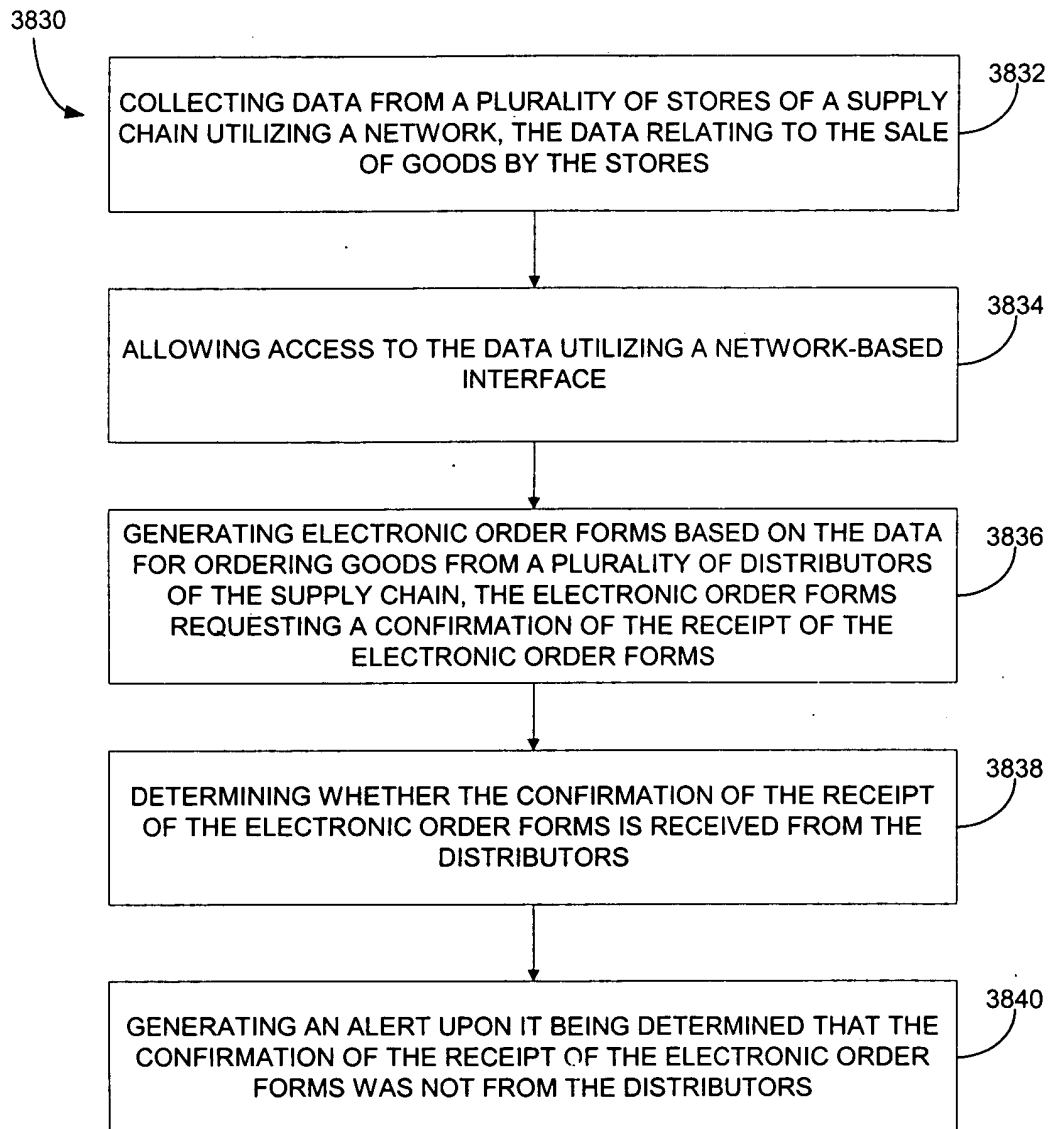 3830
3832
COLLECTING DATA FROM A PLURALITY OF STORES OF A SUPPLY
CHAIN UTILIZING A NETWORK, THE DATA RELATING TO THE SALE
OF GOODS BY THE STORES
3834
ALLOWING ACCESS TO THE DATA UTILIZING A NETWORK-BASED
INTERFACE
3836
GENERATING ELECTRONIC ORDER FORMS BASED ON THE DATA
FOR ORDERING GOODS FROM A PLURALITY OF DISTRIBUTORS
OF THE SUPPLY CHAIN, THE ELECTRONIC ORDER FORMS
REQUESTING A CONFIRMATION OF THE RECEIPT OF THE
ELECTRONIC ORDER FORMS
3838
DETERMINING WHETHER THE CONFIRMATION OF THE RECEIPT
OF THE ELECTRONIC ORDER FORMS IS RECEIVED FROM THE
DISTRIBUTORS
3840
GENERATING AN ALERT UPON IT BEING DETERMINED THAT THE
CONFIRMATION OF THE RECEIPT OF THE ELECTRONIC ORDER
FORMS WAS NOT FROM THE DISTRIBUTORS